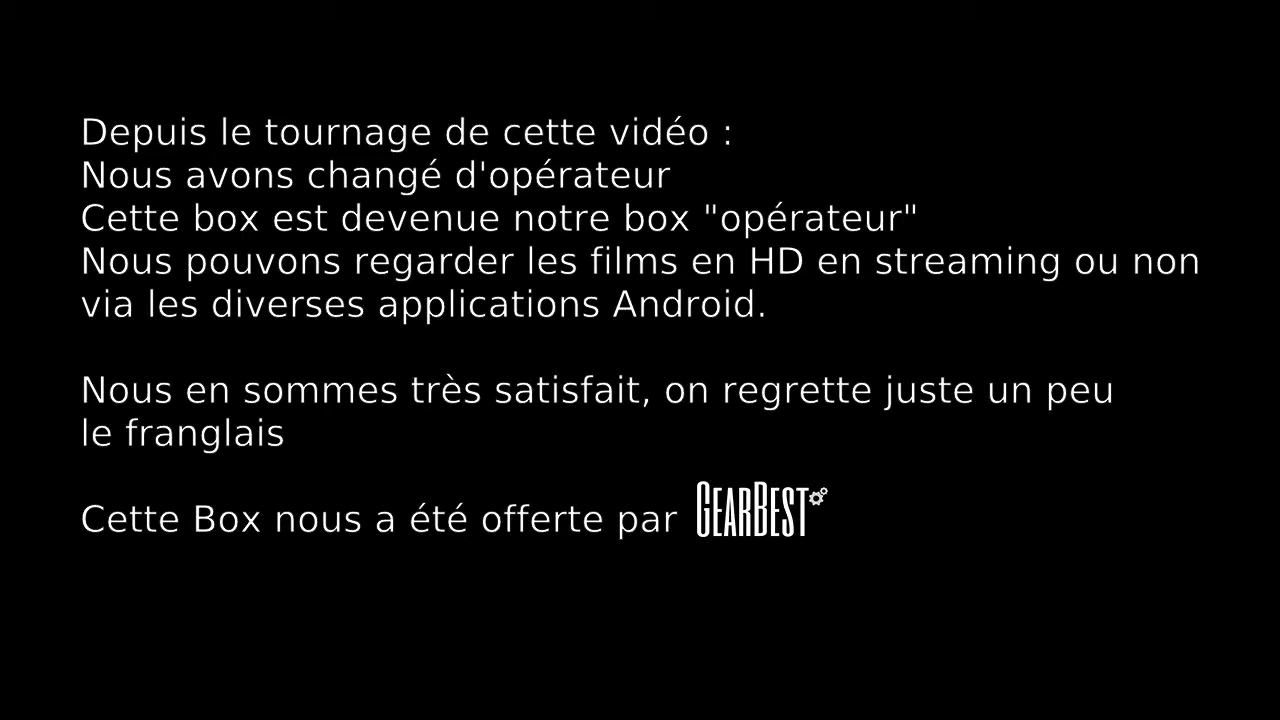 Depuis le tournage de cette vidéo :
Nous avons changé d'opérateur
Cette box est devenue notre box "opérateur"
Nous pouvons regarder les films en HD en streaming ou non
via les diverses applications Android.
Nous en sommes très satisfait, on regrette juste un peu
le franglais
Cette Box nous a été offerte par GEARBEST